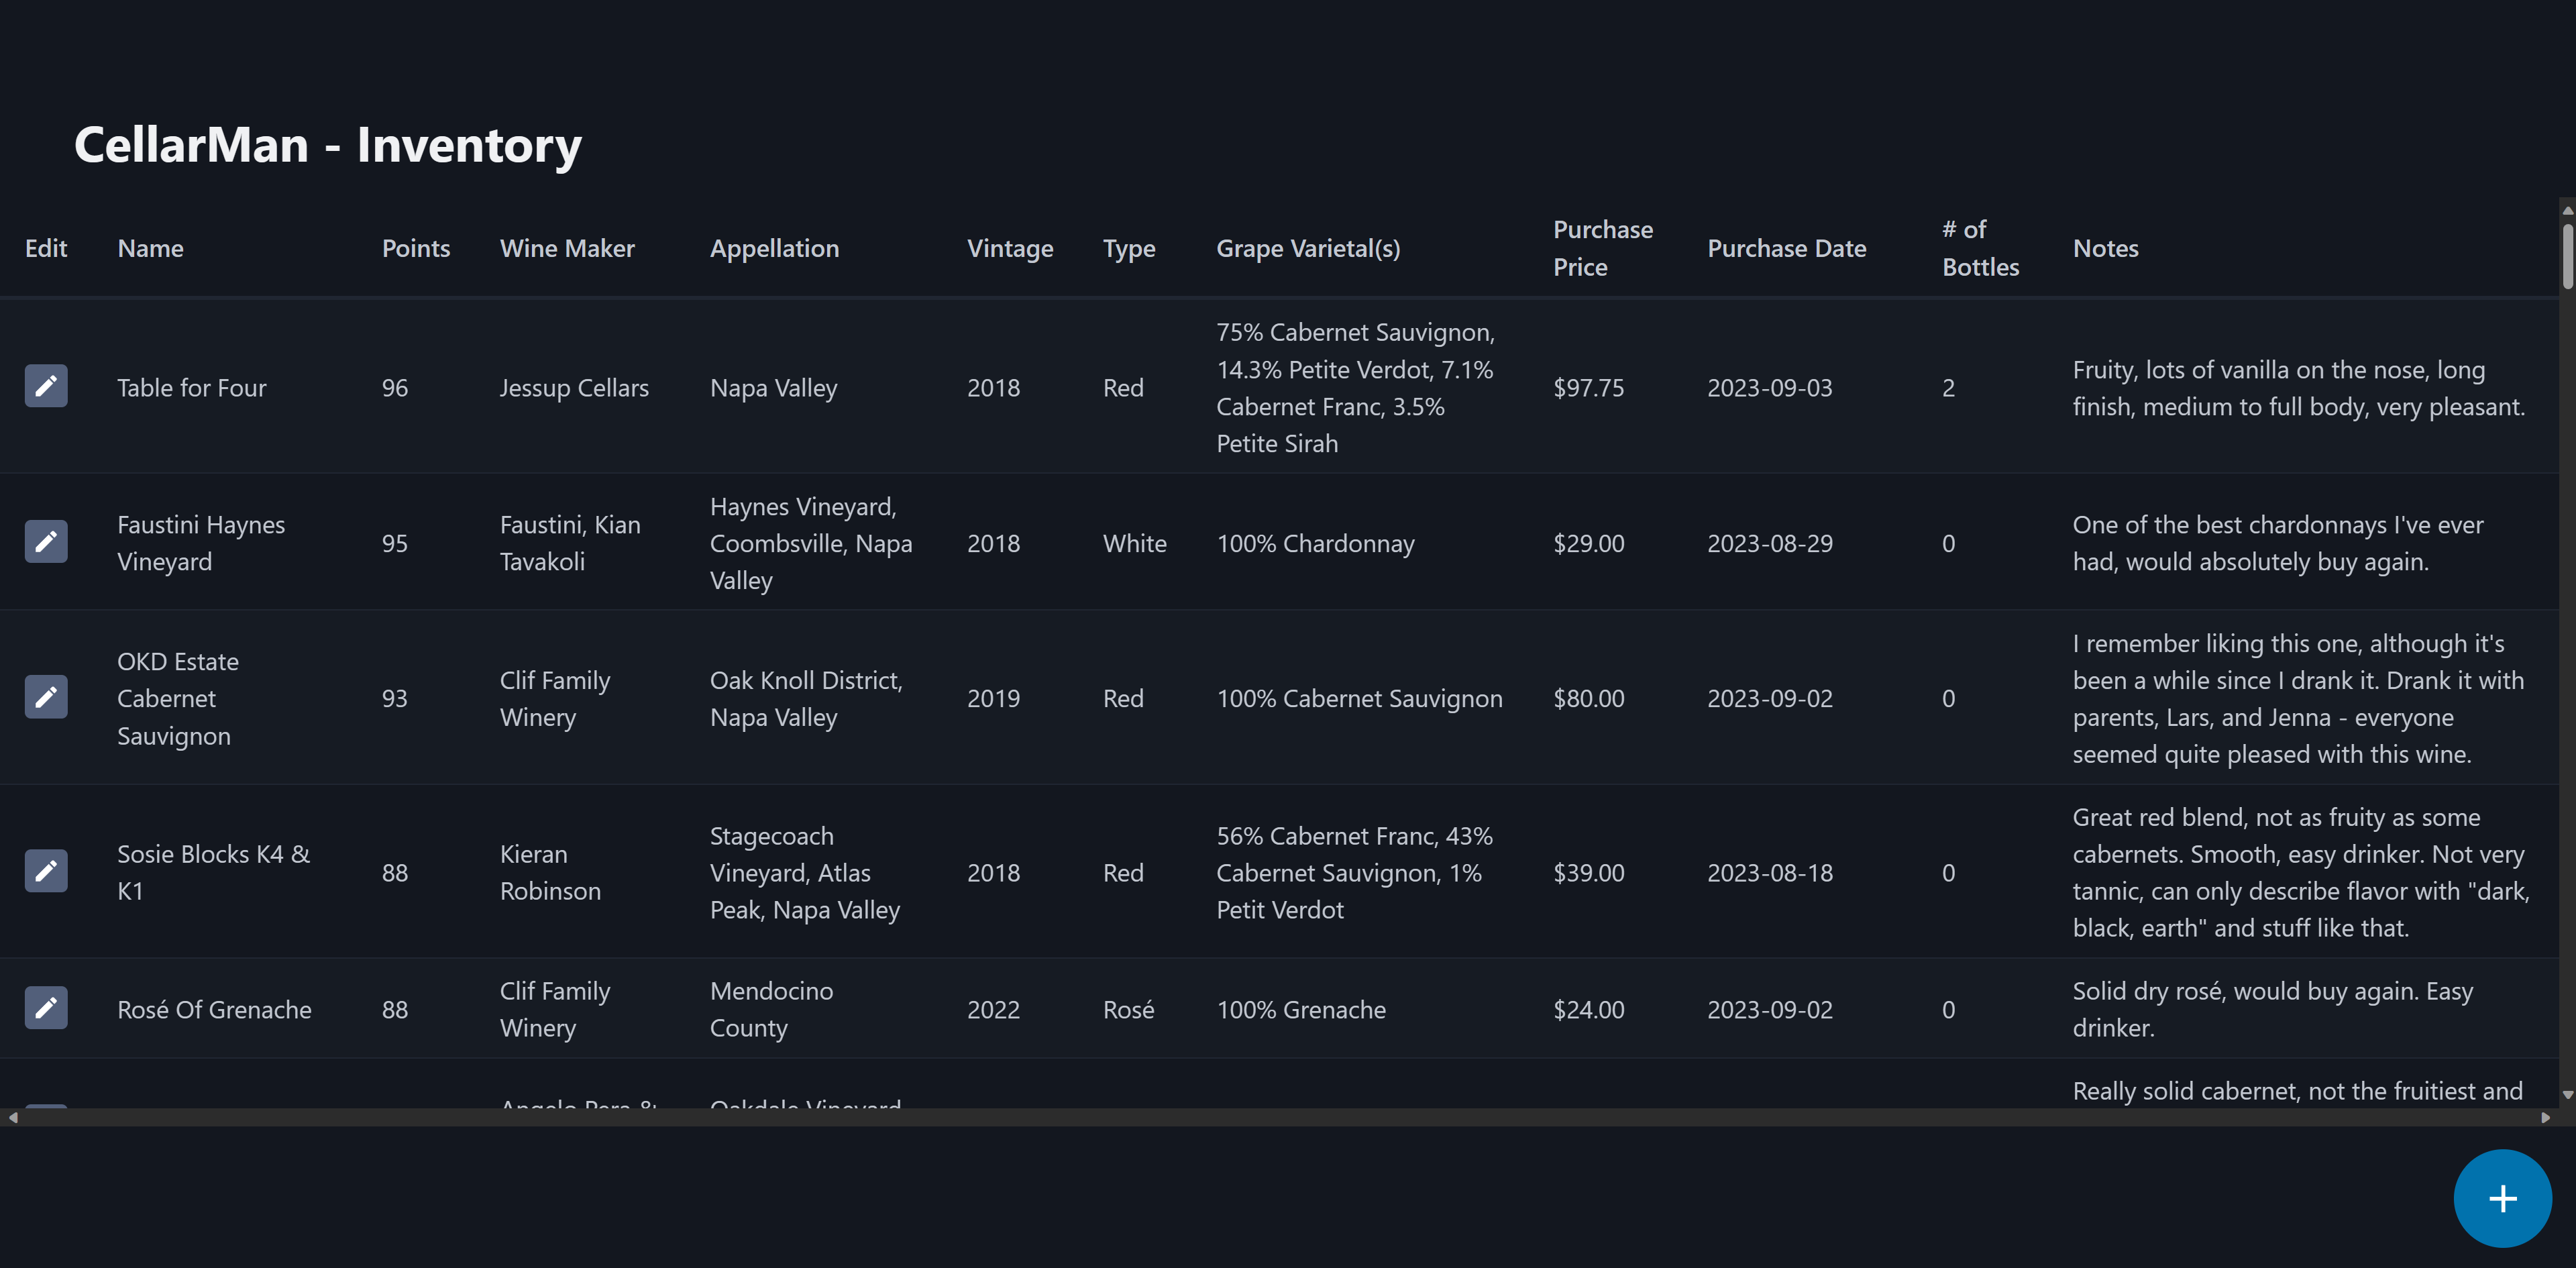 CellarMan - Inventory
Edit Name Points Wine Maker Appellation Vintage Type Grape Varietal(s) Purchase Price Purchase Date # of Bottles Notes
Table for Four
96
Jessup Cellars
Napa Valley
2018
Red
75% Cabernet Sauvignon,
14.3% Petite Verdot, 7.1%
Cabernet Franc, 3.5%
Petite Sirah
$97.75
2023-09-03
2
Fruity, lots of vanilla on the nose, long
finish, medium to full body, very pleasant.
Faustini Haynes
Vineyard
95
Faustini, Kian
Tavakoli
Haynes Vineyard,
Coombsville, Napa
Valley
2018
White
100% Chardonnay
$29.00
2023-08-29
0
One of the best chardonnays I've ever
had, would absolutely buy again.
OKD Estate
Cabernet
Sauvignon
93
Clif Family
Winery
Oak Knoll District,
Napa Valley
2019
Red
100% Cabernet Sauvignon
$80.00
2023-09-02
0
I remember liking this one, although it's
been a while since I drank it. Drank it with
parents, Lars, and Jenna - everyone
seemed quite pleased with this wine.
Sosie Blocks K4 &
K1
88
Kieran
Robinson
Stagecoach
Vineyard, Atlas
Peak, Napa Valley
2018
Red
56% Cabernet Franc, 43%
Cabernet Sauvignon, 1%
Petit Verdot
$39.00
2023-08-18
0
Great red blend, not as fruity as some
cabernets. Smooth, easy drinker. Not very
tannic, can only describe flavor with "dark,
black, earth" and stuff like that.
Rosé Of Grenache
88
Clif Family
Winery
Mendocino
County
2022
Rosé
100% Grenache
$24.00
2023-09-02
0
Solid dry rosé, would buy again. Easy
drinker.
Oakdale Vineyard
Really solid cabernet, not the fruitiest and